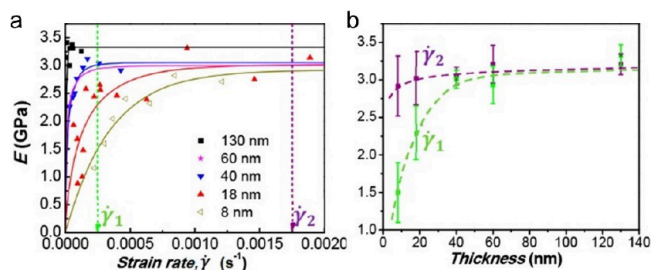 a
b
3.5
3.0
2.5
2.0
1.5
1.0
0.5
0.0
E (GPa)
130 nm
60 nm
40 nm
18 nm
8 nm
γ̇₁
γ̇₂
0.0000 0.0005 0.0010 0.0015 0.0020
Strain rate, γ̇ (s⁻¹)
3.5
3.0
2.5
2.0
1.5
1.0
γ̇₂
γ̇₁
0 20 40 60 80 100 120 140
Thickness (nm)